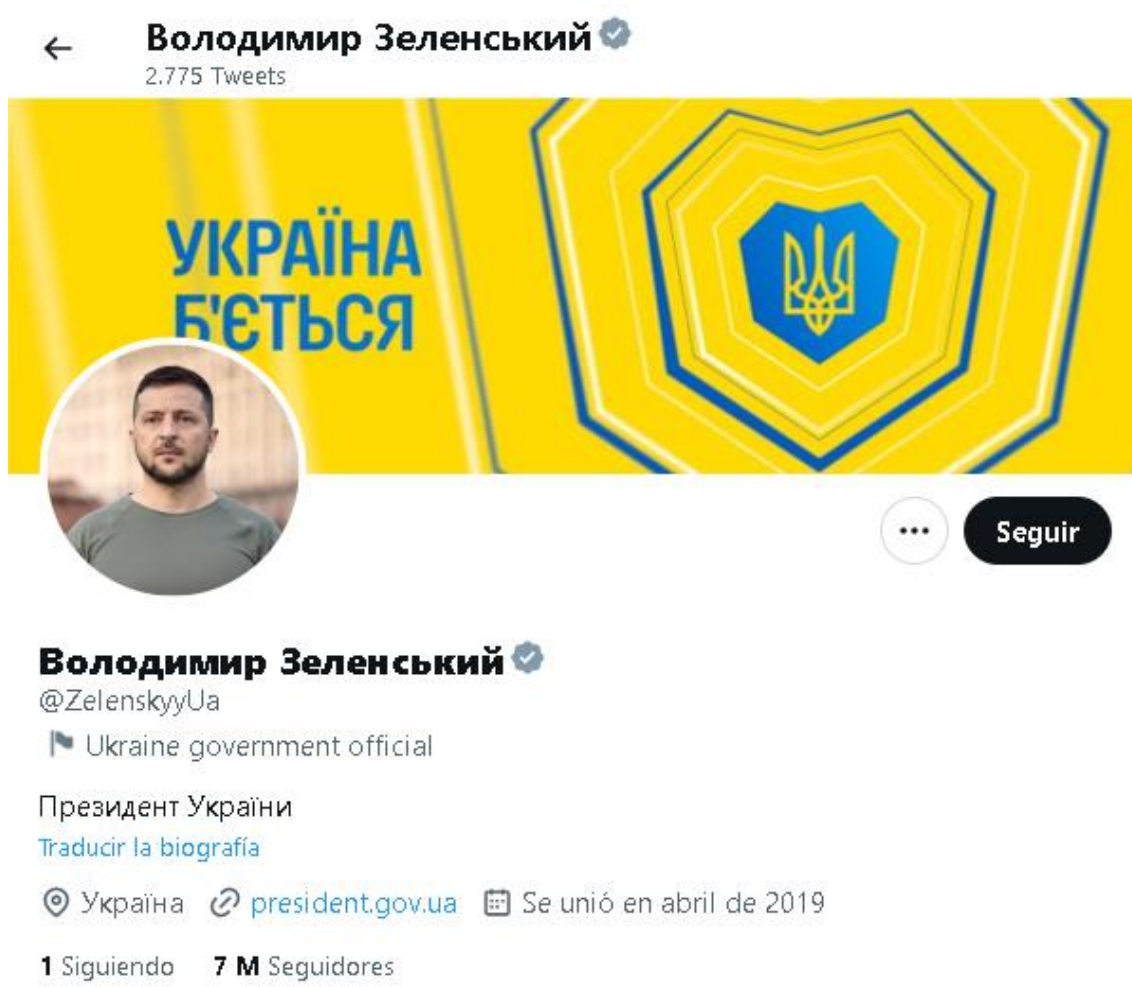 Володимир Зеленський
2.775 Tweets
УКРАЇНА
Б'ЄТЬСЯ
Seguir
Володимир Зеленський
@ZelenskyyUa
Ukraine government official
Президент України
Traducir la biografía
Україна president.gov.ua Se unió en abril de 2019
1 Siguiendo 7 M Seguidores